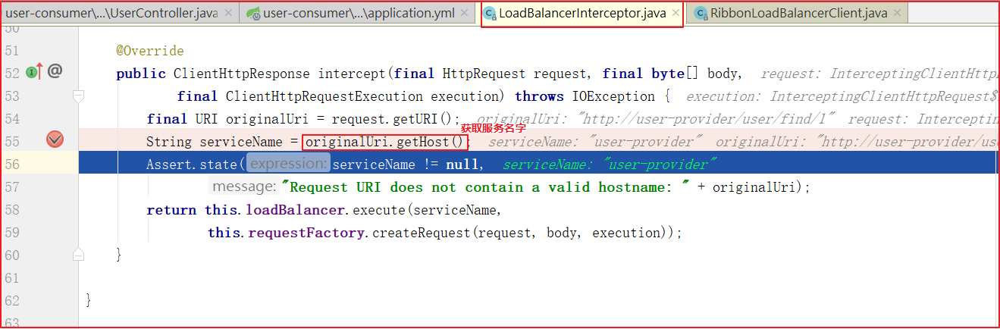 user-consumer\...\UserController.java
user-consumer\...\application.yml
LoadBalancerInterceptor.java
RibbonLoadBalancerClient.java
50
51 @Override
52 public ClientHttpResponse intercept(final HttpRequest request, final byte[] body, request: InterceptingClientHttpR
53 final ClientHttpRequestExecution execution) throws IOException { execution: InterceptingClientHttpRequest$
54 final URI originalUri = request.getURI(); originalUri: "http://user-provider/user/find/1" request: Intercepting
获取服务名字
55 String serviceName = originalUri.getHost(); serviceName: "user-provider" originalUri: "http://user-provider/use
56 Assert.state( expression: serviceName != null, serviceName: "user-provider"
57 message: "Request URI does not contain a valid hostname: " + originalUri);
58 return this.loadBalancer.execute(serviceName,
59 this.requestFactory.createRequest(request, body, execution));
60 }
61
62 }
63